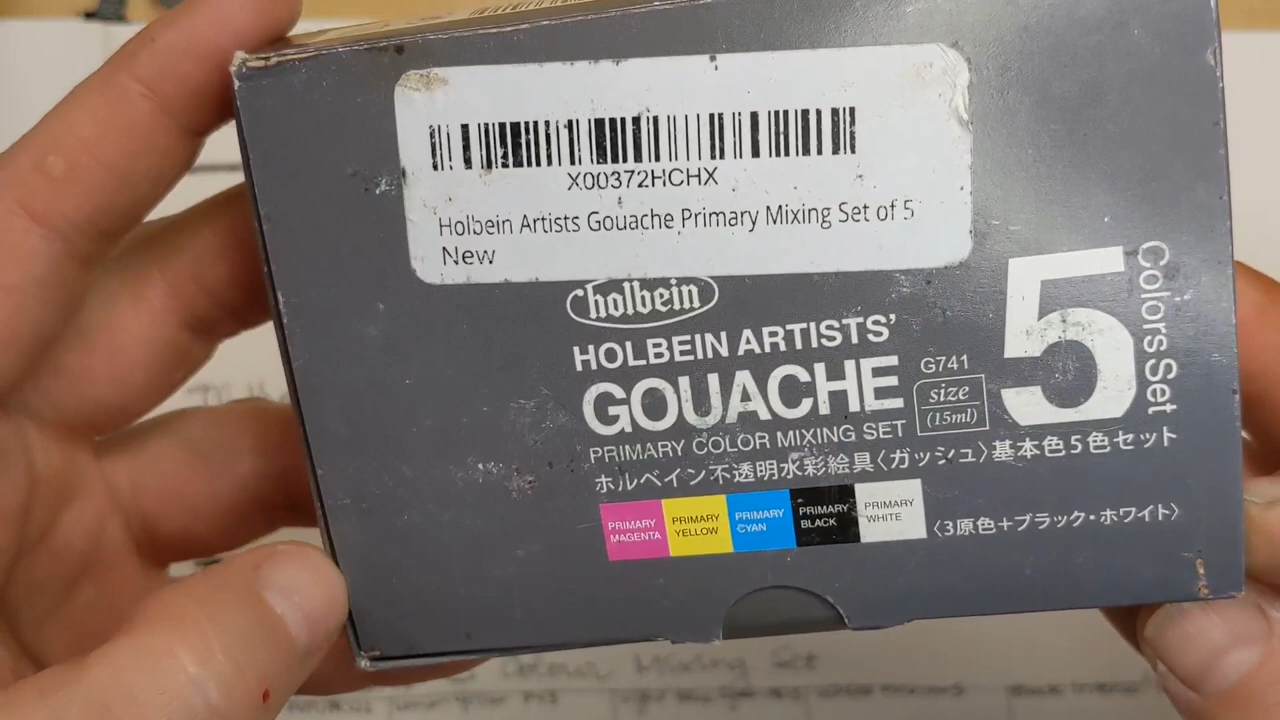 X00372HCHX
Holbein Artists Gouache Primary Mixing Set of 5
New
holbein
HOLBEIN ARTISTS'
GOUACHE
G741
size
(15ml)
5
Colors Set
PRIMARY COLOR MIXING SET
ホルベイン不透明水彩絵具〈ガッシュ〉基本色5色セット
PRIMARY MAGENTA
PRIMARY YELLOW
PRIMARY CYAN
PRIMARY BLACK
PRIMARY WHITE
〈3原色+ブラック・ホワイト〉
Colour Mixing Set